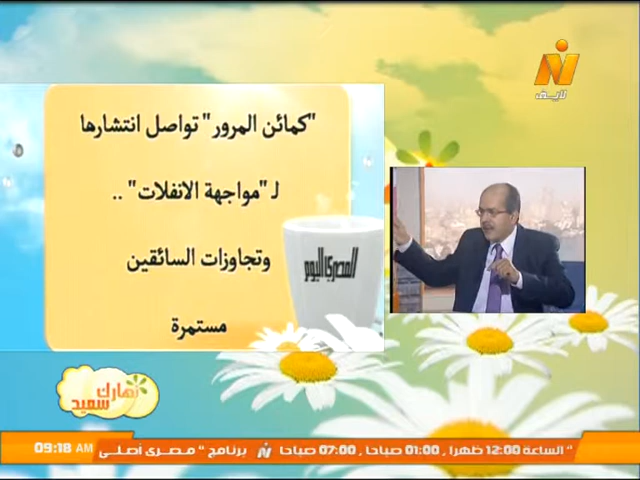 لايف
"كمائن المرور" تواصل انتشارها
لـ "مواجهة الانفلات" ..
وتجاوزات السائقين
مستمرة
المصري اليوم
نهارك
سعيد
09:18 AM
برنامج " مصرى أصلى " الساعة 12:00 ظهرا , 01:00 صباحا , 07:00 صباحا